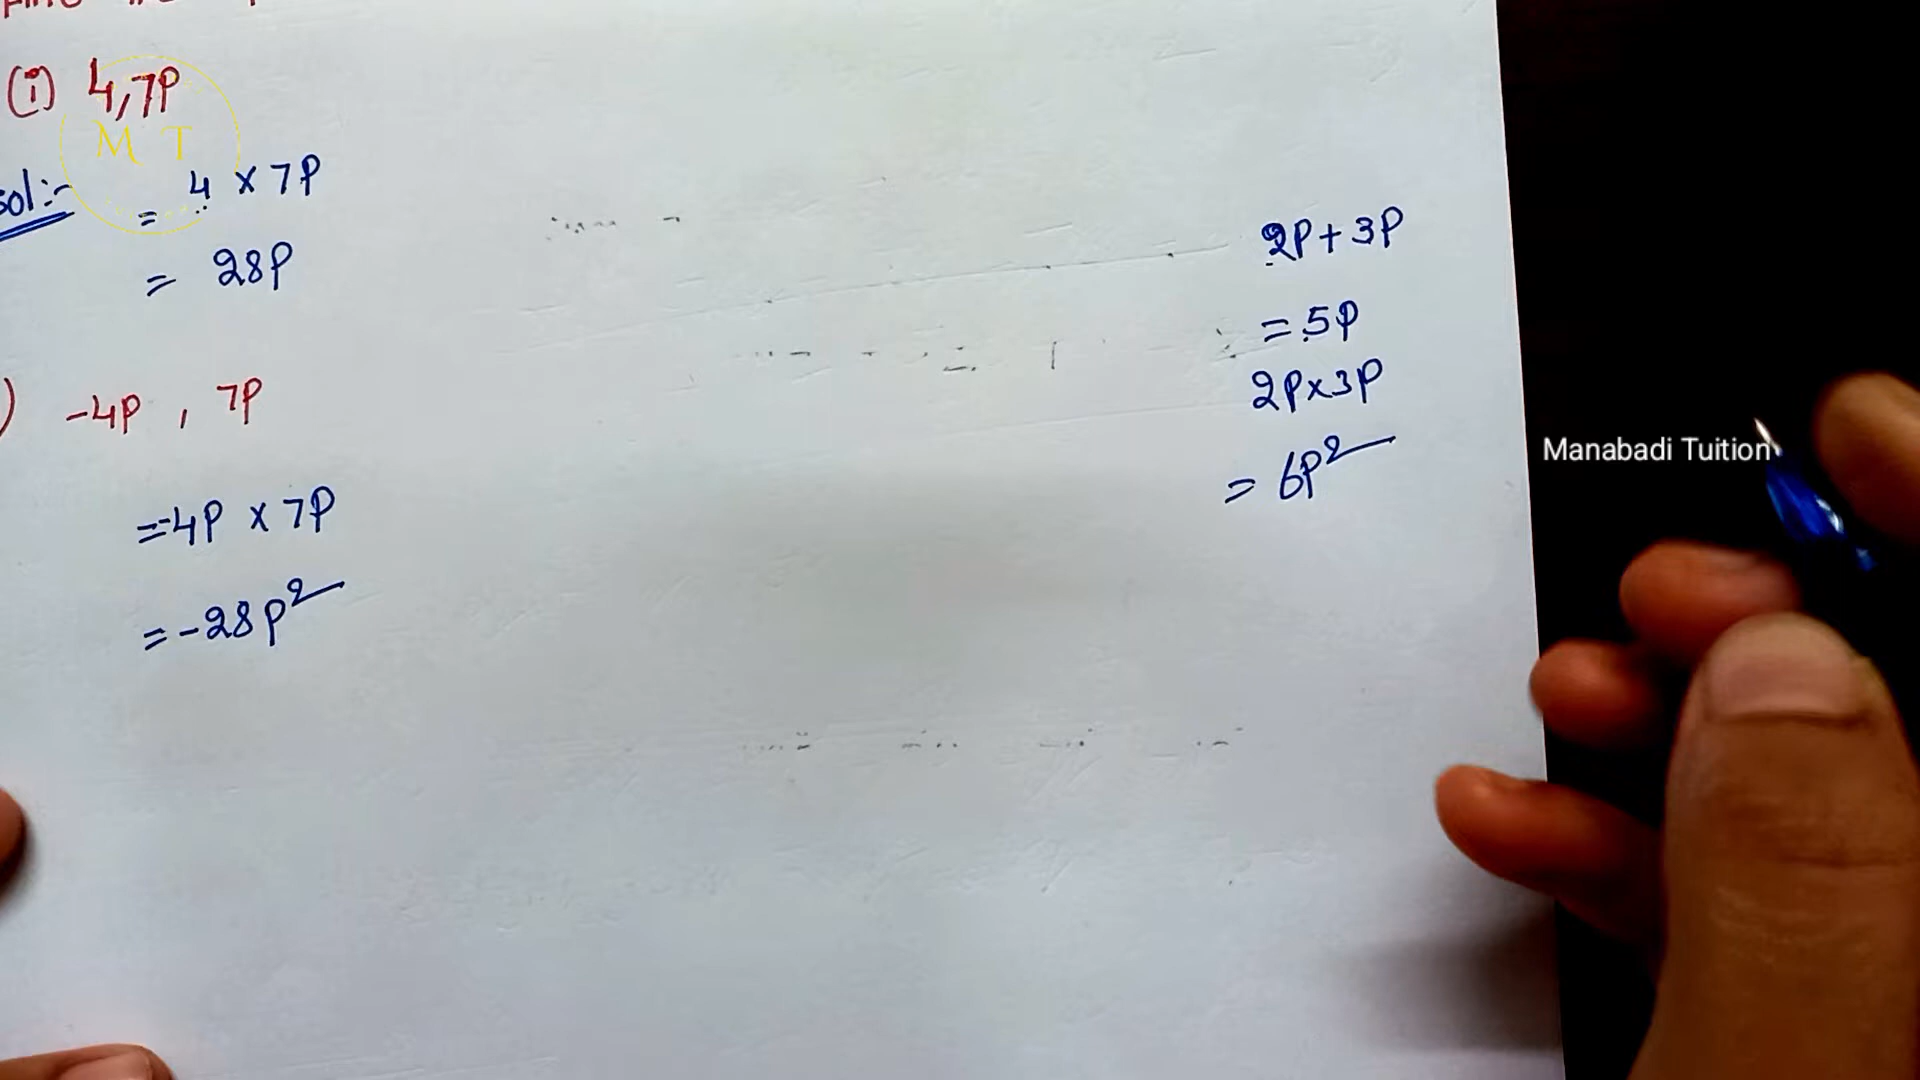 (i) 4,7P
M T
Sol:-
= 4 × 7P
= 28P
) -4P , 7P
= -4P × 7P
= -28P²
2P+3P
= 5P
2P×3P
= 6P²
Manabadi Tuition